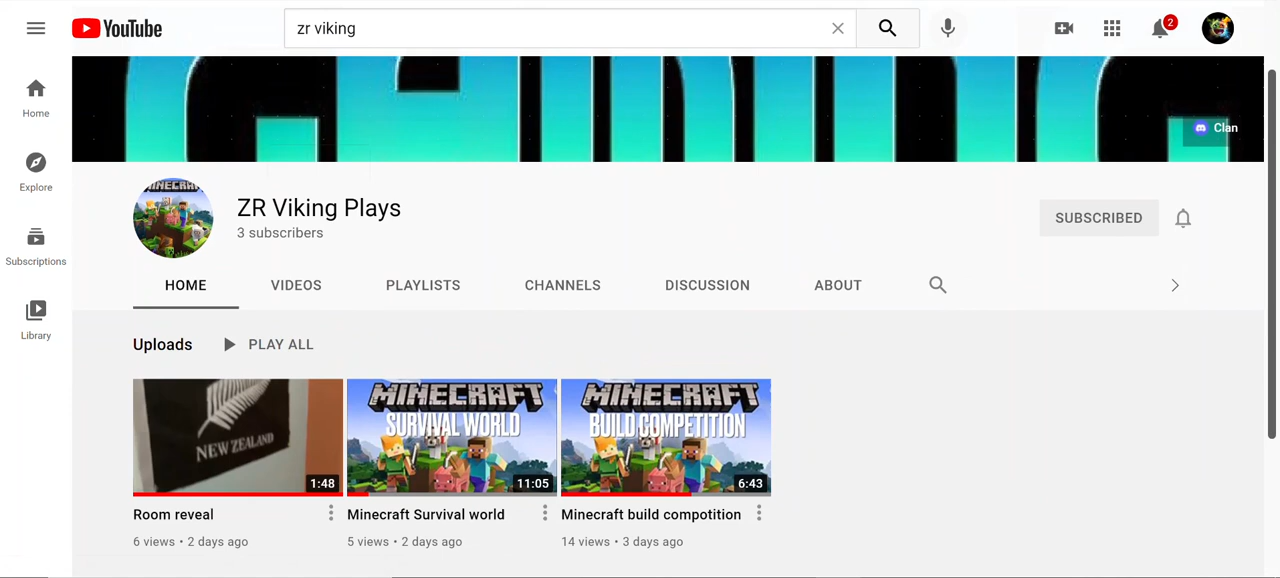 YouTube
zr viking
2
Home
Explore
Subscriptions
Library
Clan
MINECRAFT
ZR Viking Plays
3 subscribers
SUBSCRIBED
HOME VIDEOS PLAYLISTS CHANNELS DISCUSSION ABOUT
Uploads PLAY ALL
NEW ZEALAND
1:48
MINECRAFT
SURVIVAL WORLD
11:05
MINECRAFT
BUILD COMPETITION
6:43
Room reveal
6 views • 2 days ago
Minecraft Survival world
5 views • 2 days ago
Minecraft build compotition
14 views • 3 days ago